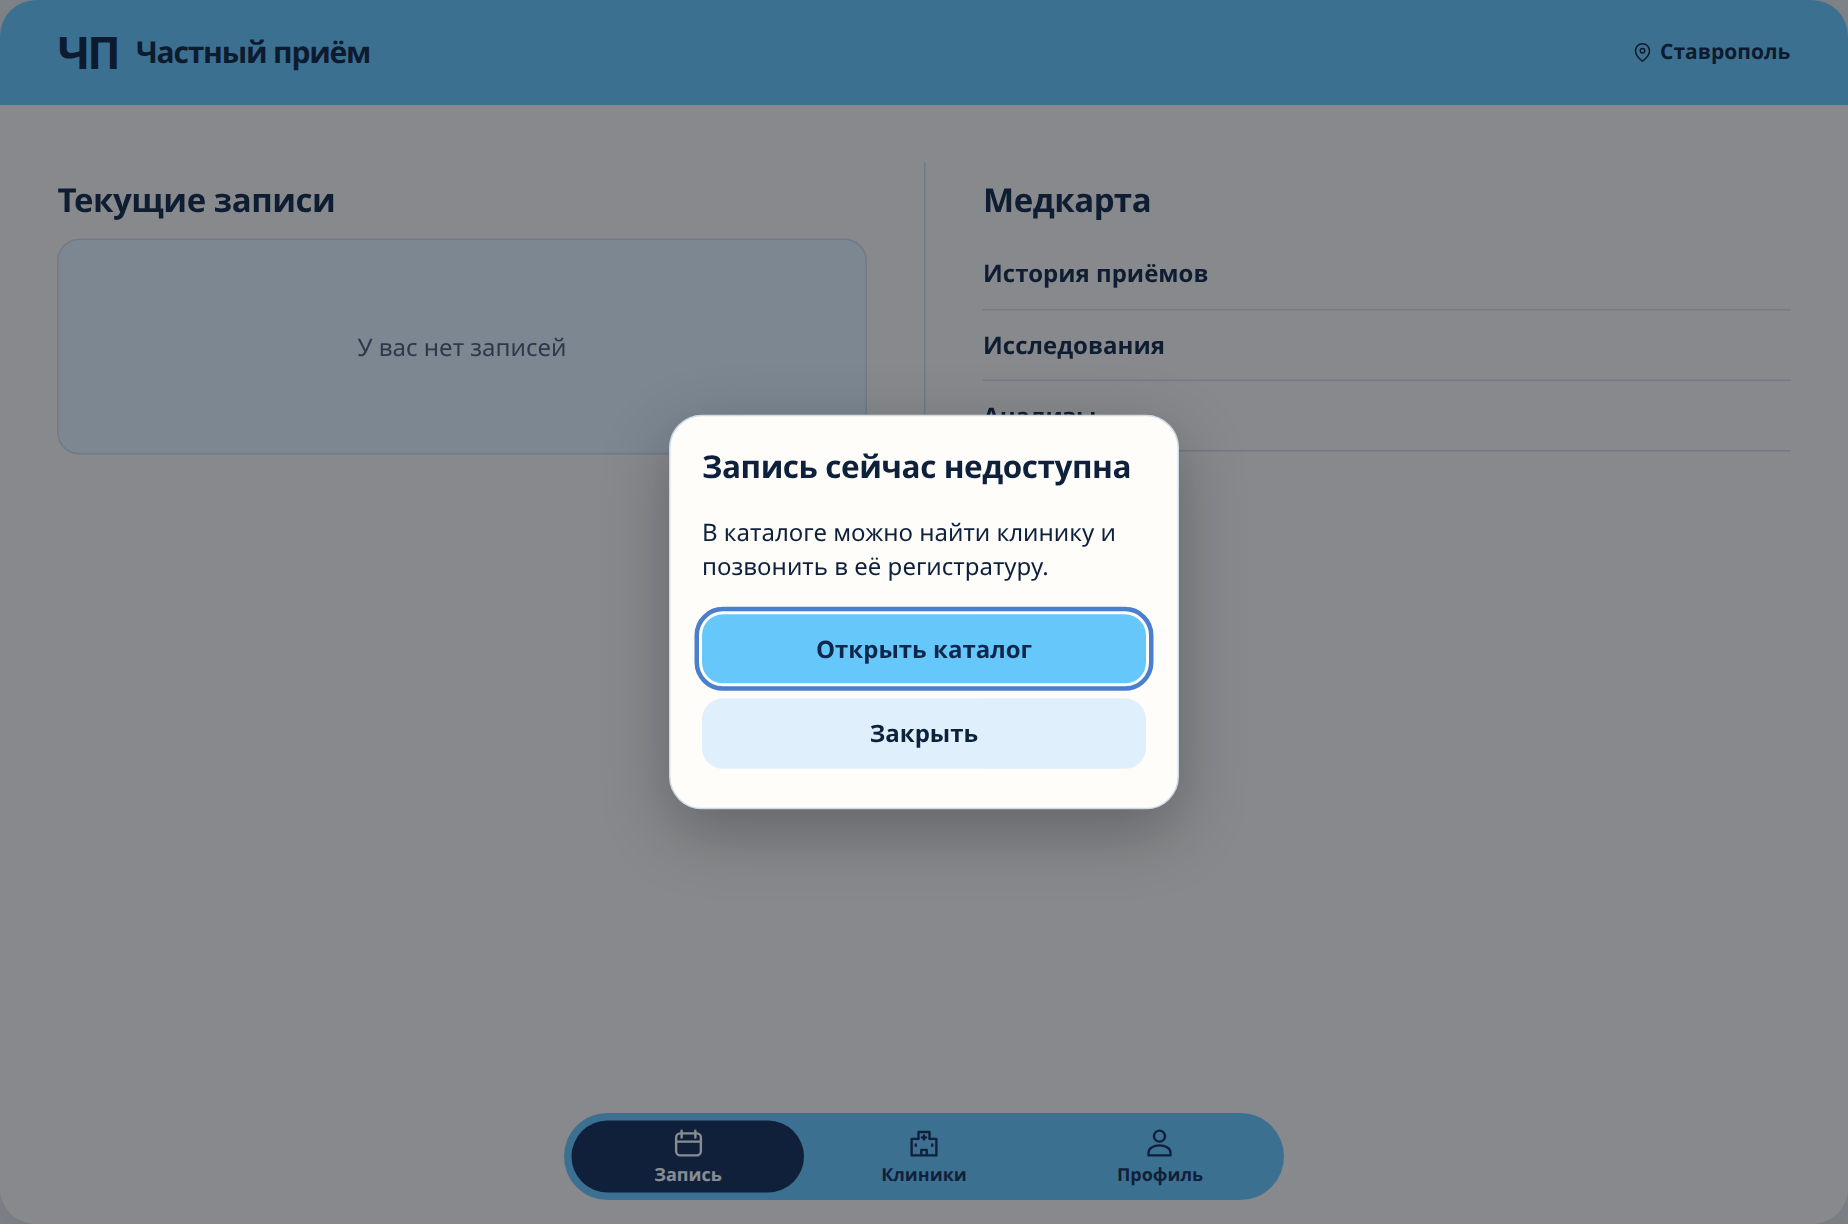 ЧП Частный приём
Ставрополь
Текущие записи
У вас нет записей
Медкарта
История приёмов
Исследования
Анализы
Запись сейчас недоступна
В каталоге можно найти клинику и
позвонить в её регистратуру.
Открыть каталог
Закрыть
Запись
Клиники
Профиль